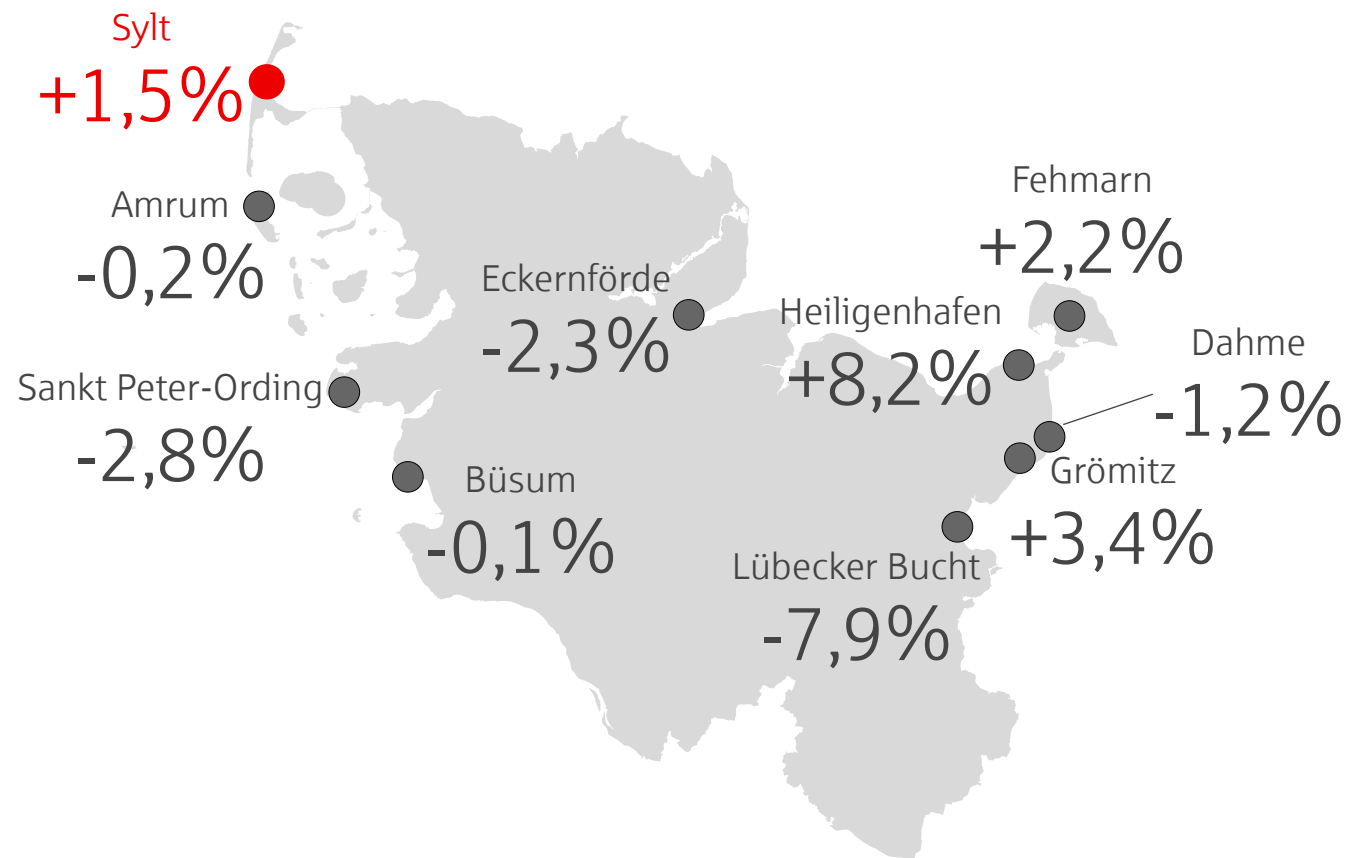 Sylt
+1,5%
Amrum
-0,2%
Fehmarn
+2,2%
Eckernförde
-2,3%
Heiligenhafen
+8,2%
Dahme
-1,2%
Sankt Peter-Ording
-2,8%
Büsum
-0,1%
Grömitz
+3,4%
Lübecker Bucht
-7,9%